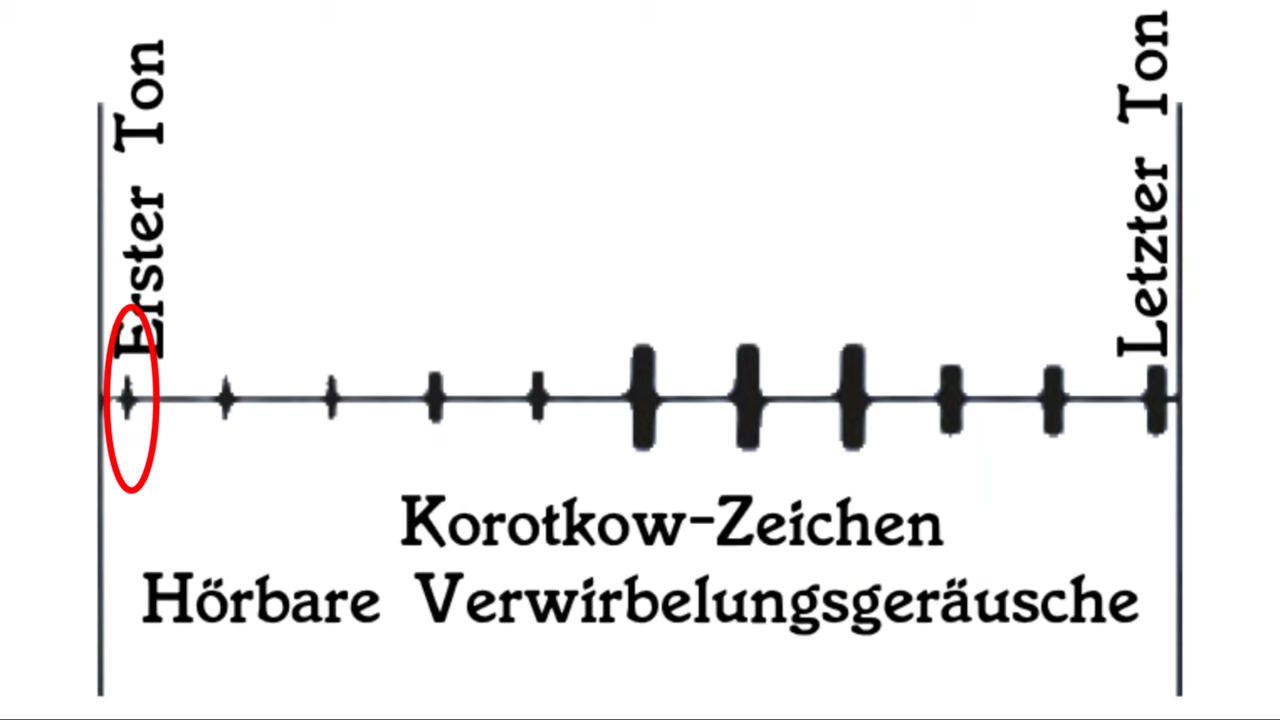 Erster Ton
Letzter Ton
Korotkow-Zeichen
Hörbare Verwirbelungsgeräusche